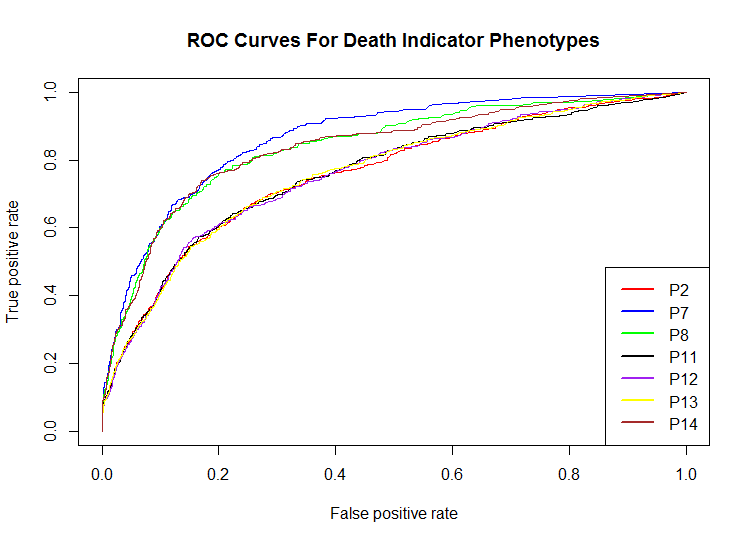 ROC Curves For Death Indicator Phenotypes
True positive rate
1.0
0.8
0.6
0.4
0.2
0.0
P2
P7
P8
P11
P12
P13
P14
0.0 0.2 0.4 0.6 0.8 1.0
False positive rate